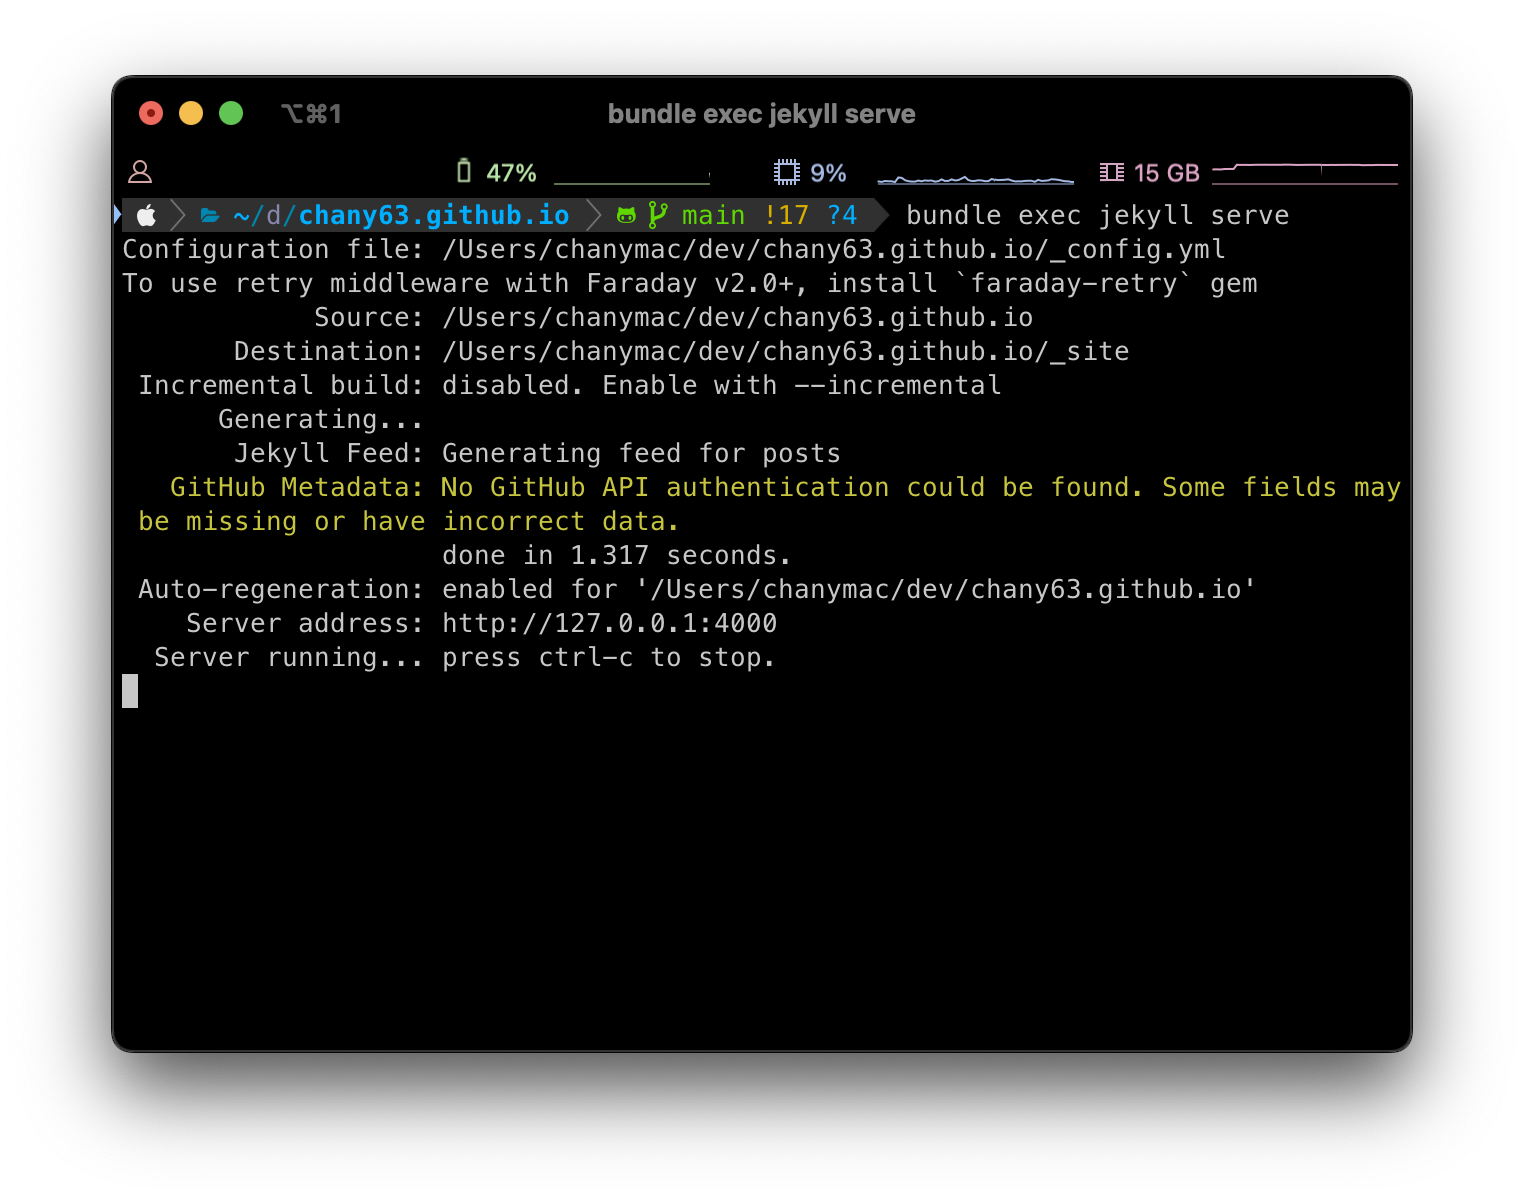 ⌥⌘1 bundle exec jekyll serve
47% 9% 15 GB
~/d/chany63.github.io main !17 ?4 bundle exec jekyll serve
Configuration file: /Users/chanymac/dev/chany63.github.io/_config.yml
To use retry middleware with Faraday v2.0+, install `faraday-retry` gem
Source: /Users/chanymac/dev/chany63.github.io
Destination: /Users/chanymac/dev/chany63.github.io/_site
Incremental build: disabled. Enable with --incremental
Generating...
Jekyll Feed: Generating feed for posts
GitHub Metadata: No GitHub API authentication could be found. Some fields may
be missing or have incorrect data.
done in 1.317 seconds.
Auto-regeneration: enabled for '/Users/chanymac/dev/chany63.github.io'
Server address: http://127.0.0.1:4000
Server running... press ctrl-c to stop.